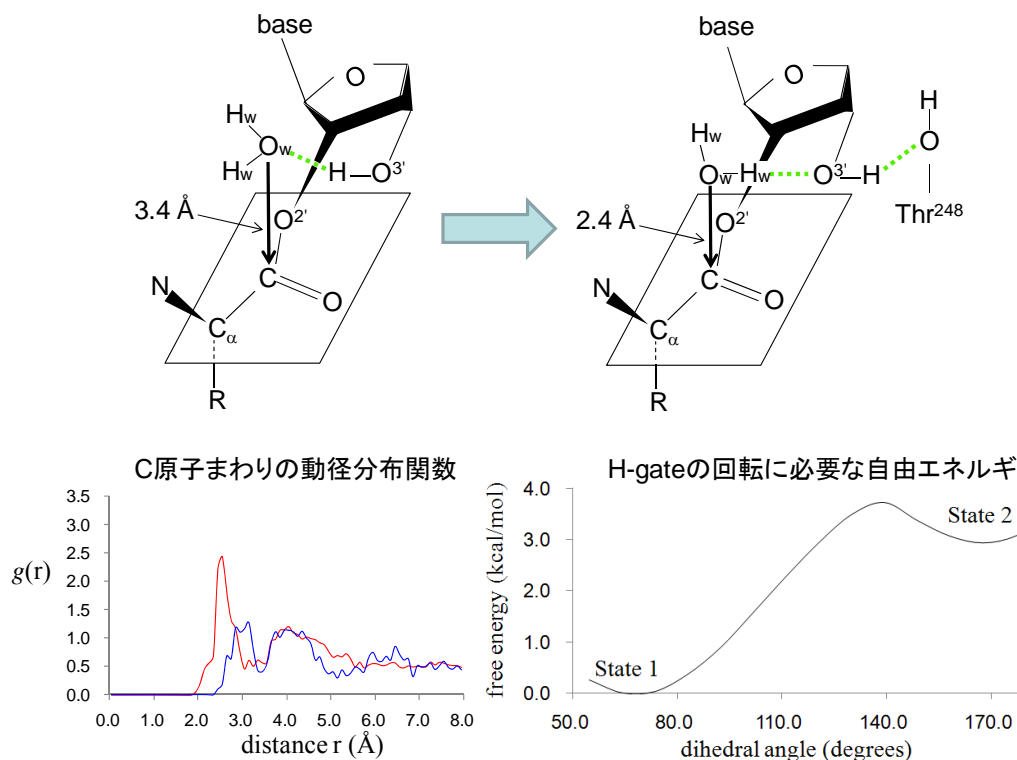 base
O
Hw
Ow
Hw
H
O3'
3.4 Å
O2'
N
C
O
Cα
R
base
O
Hw
H
O
Ow
Hw
O3'
H
Thr248
2.4 Å
O2'
N
C
O
Cα
R
C原子まわりの動径分布関数
g(r)
3.5
3.0
2.5
2.0
1.5
1.0
0.5
0.0
0.0 1.0 2.0 3.0 4.0 5.0 6.0 7.0 8.0
distance r (Å)
H-gateの回転に必要な自由エネルギ
free energy (kcal/mol)
4.0
3.0
2.0
1.0
0.0
State 1
State 2
50.0 80.0 110.0 140.0 170.0
dihedral angle (degrees)